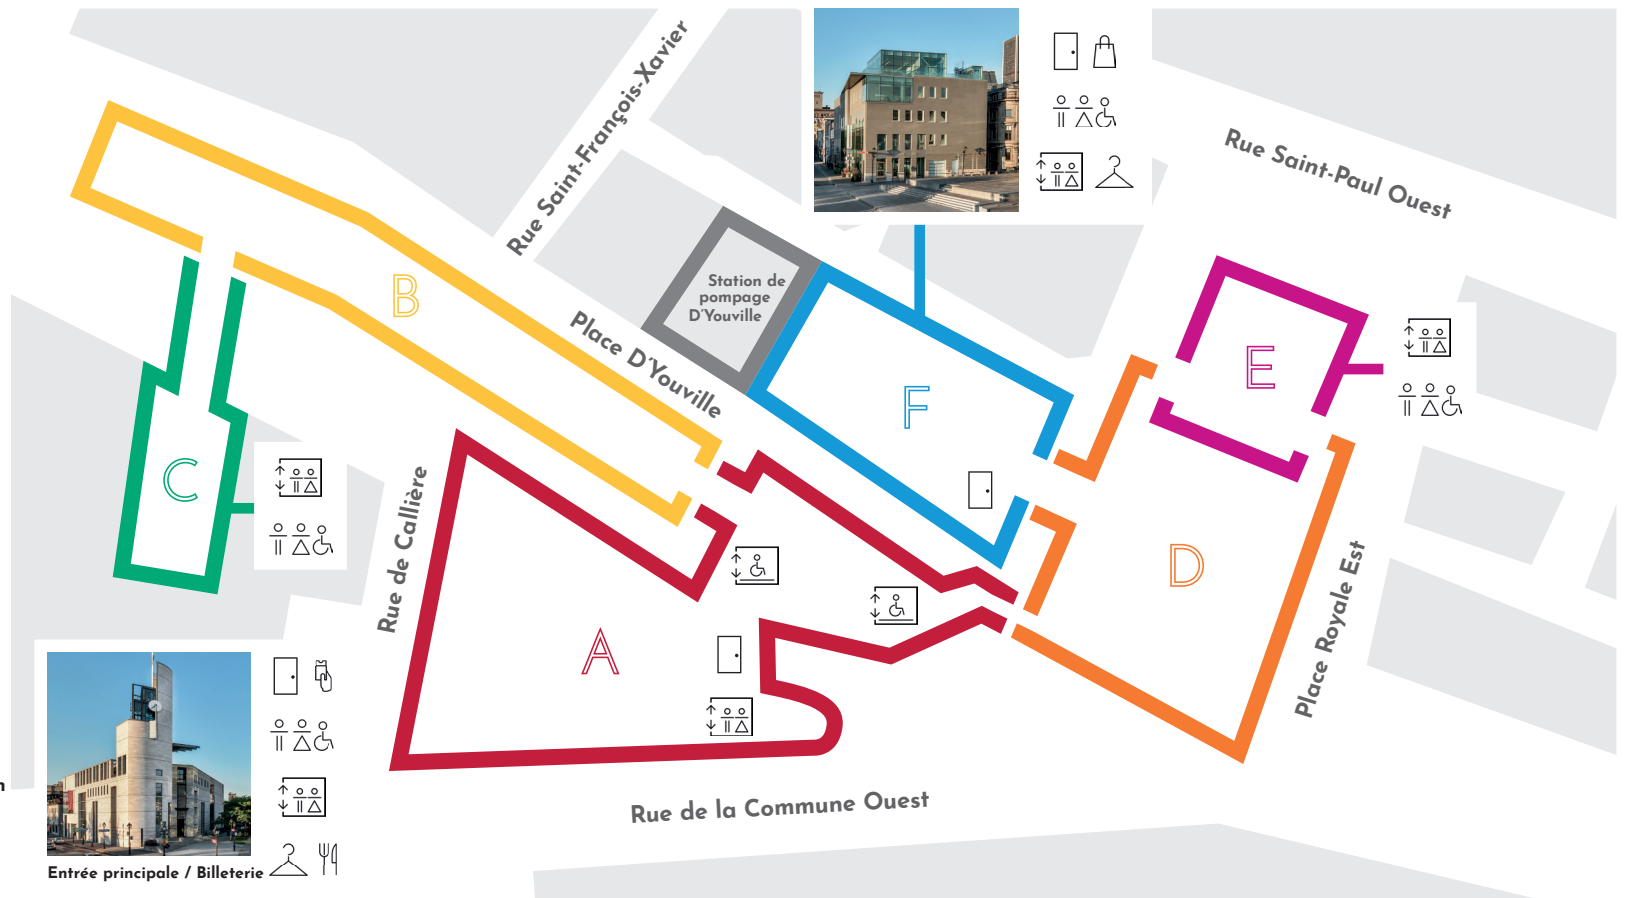 Rue Saint-François-Xavier
Rue Saint-Paul Ouest
Station de
pompage
D'Youville
Place D'Youville
B
F
E
C
D
A
Rue de Callière
Place Royale Est
Rue de la Commune Ouest
n
Entrée principale / Billeterie